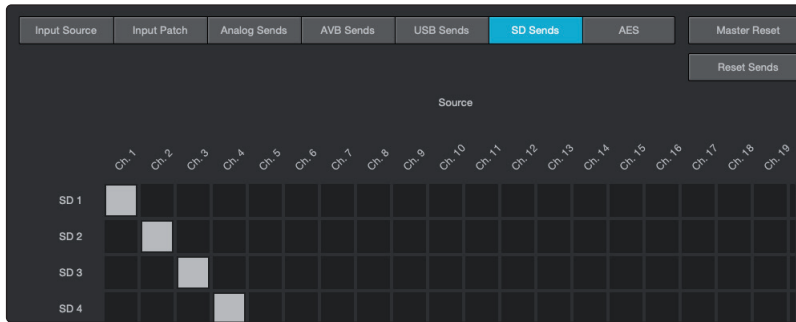 Input Source Input Patch Analog Sends AVB Sends USB Sends SD Sends AES Master Reset
Reset Sends
Source
Ch. 1 Ch. 2 Ch. 3 Ch. 4 Ch. 5 Ch. 6 Ch. 7 Ch. 8 Ch. 9 Ch. 10 Ch. 11 Ch. 12 Ch. 13 Ch. 14 Ch. 15 Ch. 16 Ch. 17 Ch. 18 Ch. 19
SD 1
SD 2
SD 3
SD 4